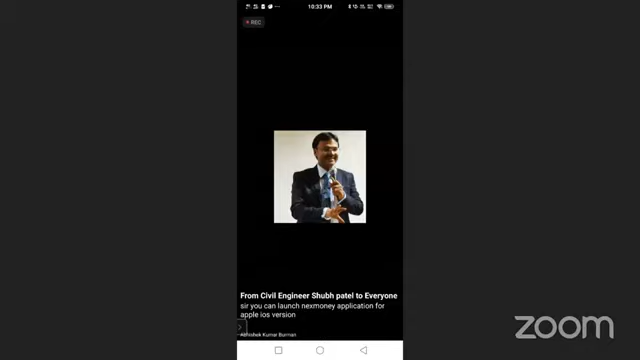 10:33 PM
REC
From Civil Engineer Shubh patel to Everyone
sir you can launch nexmoney application for
apple ios version
Abhishek Kumar Burman
zoom